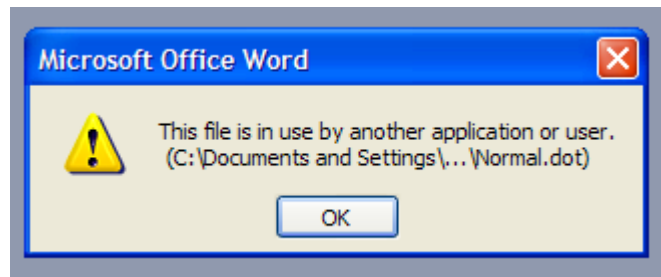 Microsoft Office Word
This file is in use by another application or user.
(C:\Documents and Settings\...\Normal.dot)
OK